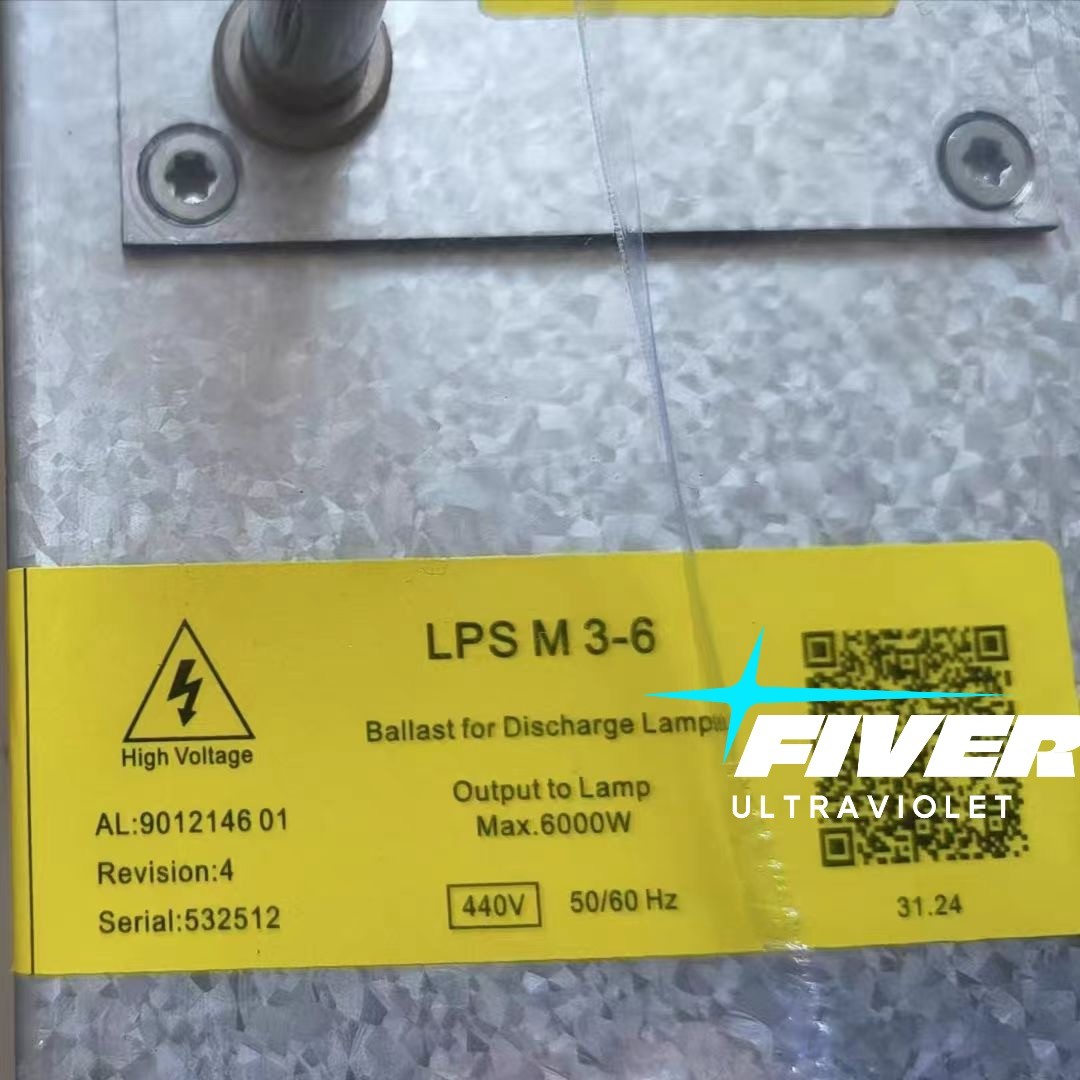 LPS M 3-6
High Voltage
Ballast for Discharge Lamp
Output to Lamp
Max.6000W
AL:9012146 01
Revision:4
Serial:532512
440V
50/60 Hz
31.24
FIVER
ULTRAVIOLET